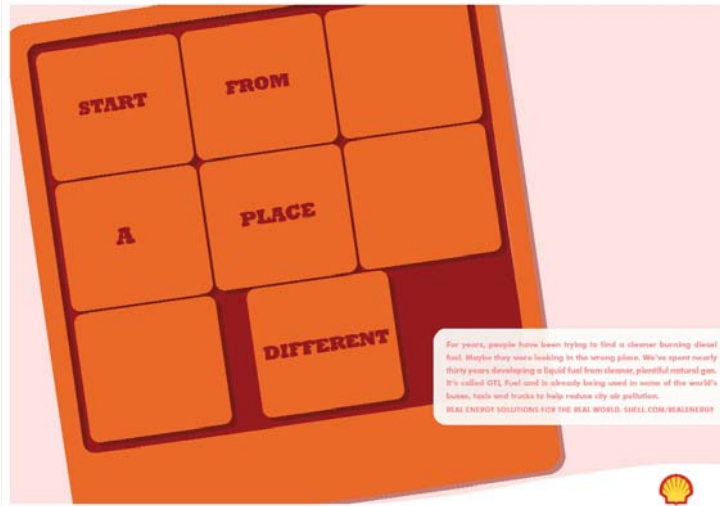 START FROM
A PLACE
DIFFERENT
For years, people have been trying to find a cleaner burning diesel
fuel. Maybe they were looking in the wrong place. We've spent nearly
thirty years developing a liquid fuel from cleaner, plentiful natural gas.
It's called GTL Fuel and is already being used in some of the world's
buses, taxis and trucks to help reduce city air pollution.
REAL ENERGY SOLUTIONS FOR THE REAL WORLD. SHELL.COM/REALENERGY